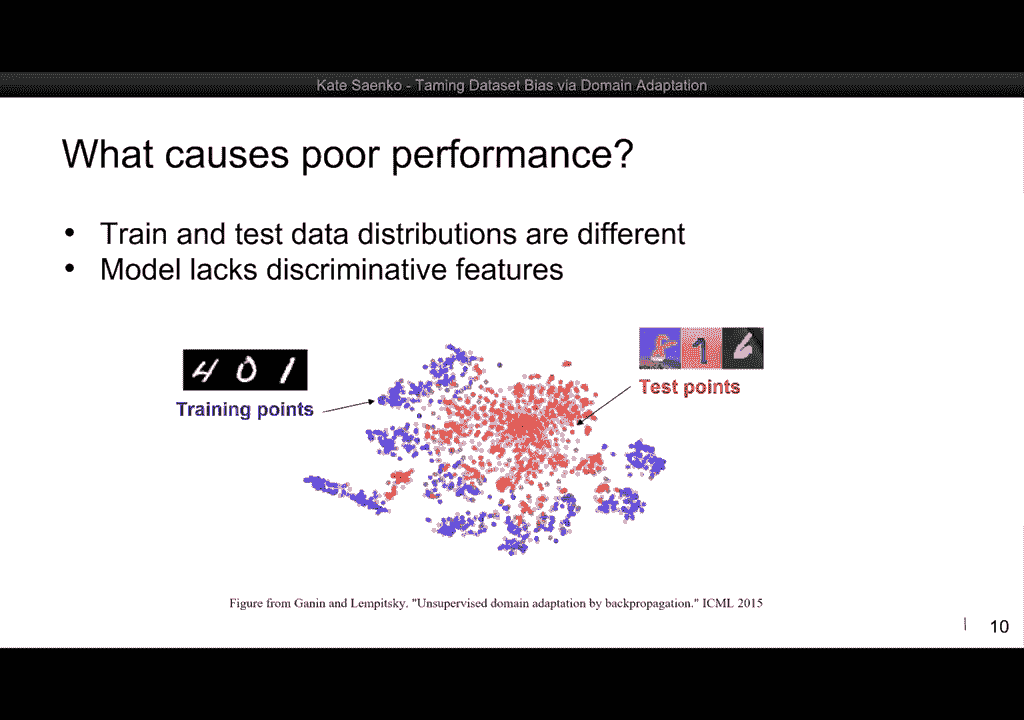 Kate Saenko - Taming Dataset Bias via Domain Adaptation
What causes poor performance?
• Train and test data distributions are different
• Model lacks discriminative features
4 0 1
Training points
8 1 6
Test points
Figure from Ganin and Lempitsky. "Unsupervised domain adaptation by backpropagation." ICML 2015
10